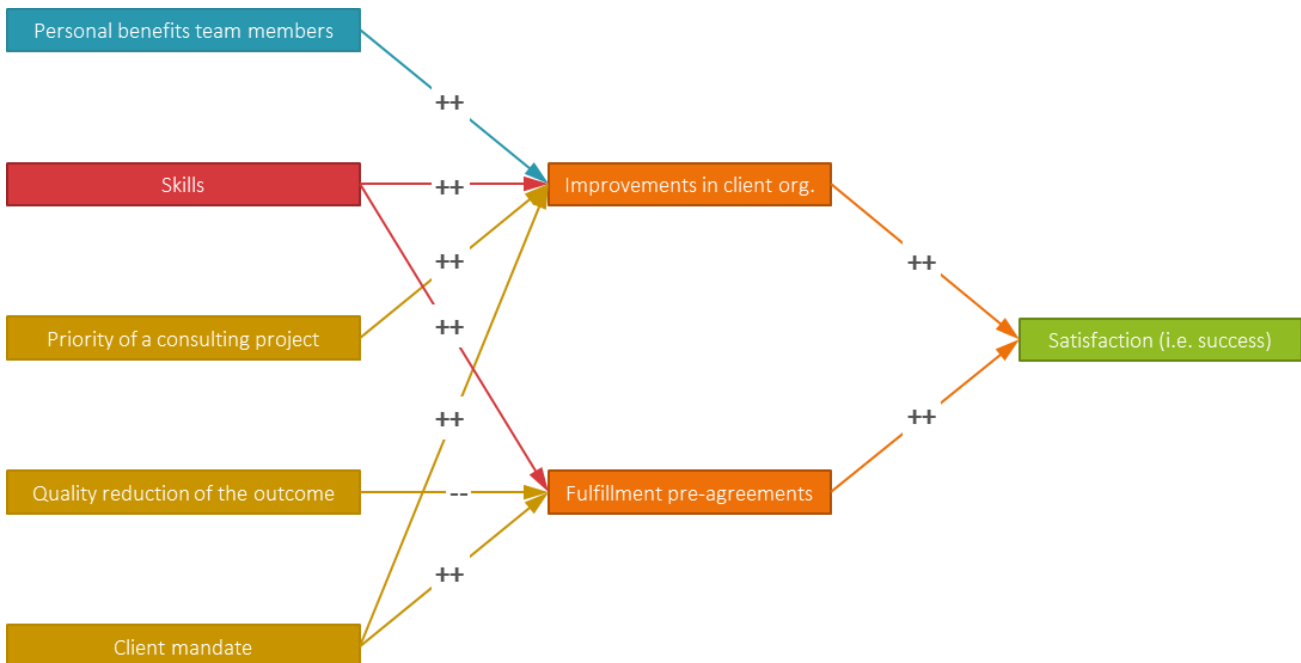 Personal benefits team members
++
Skills
++
Improvements in client org.
++
++
Priority of a consulting project
++
Satisfaction (i.e. success)
++
++
Quality reduction of the outcome
--
Fulfillment pre-agreements
++
Client mandate